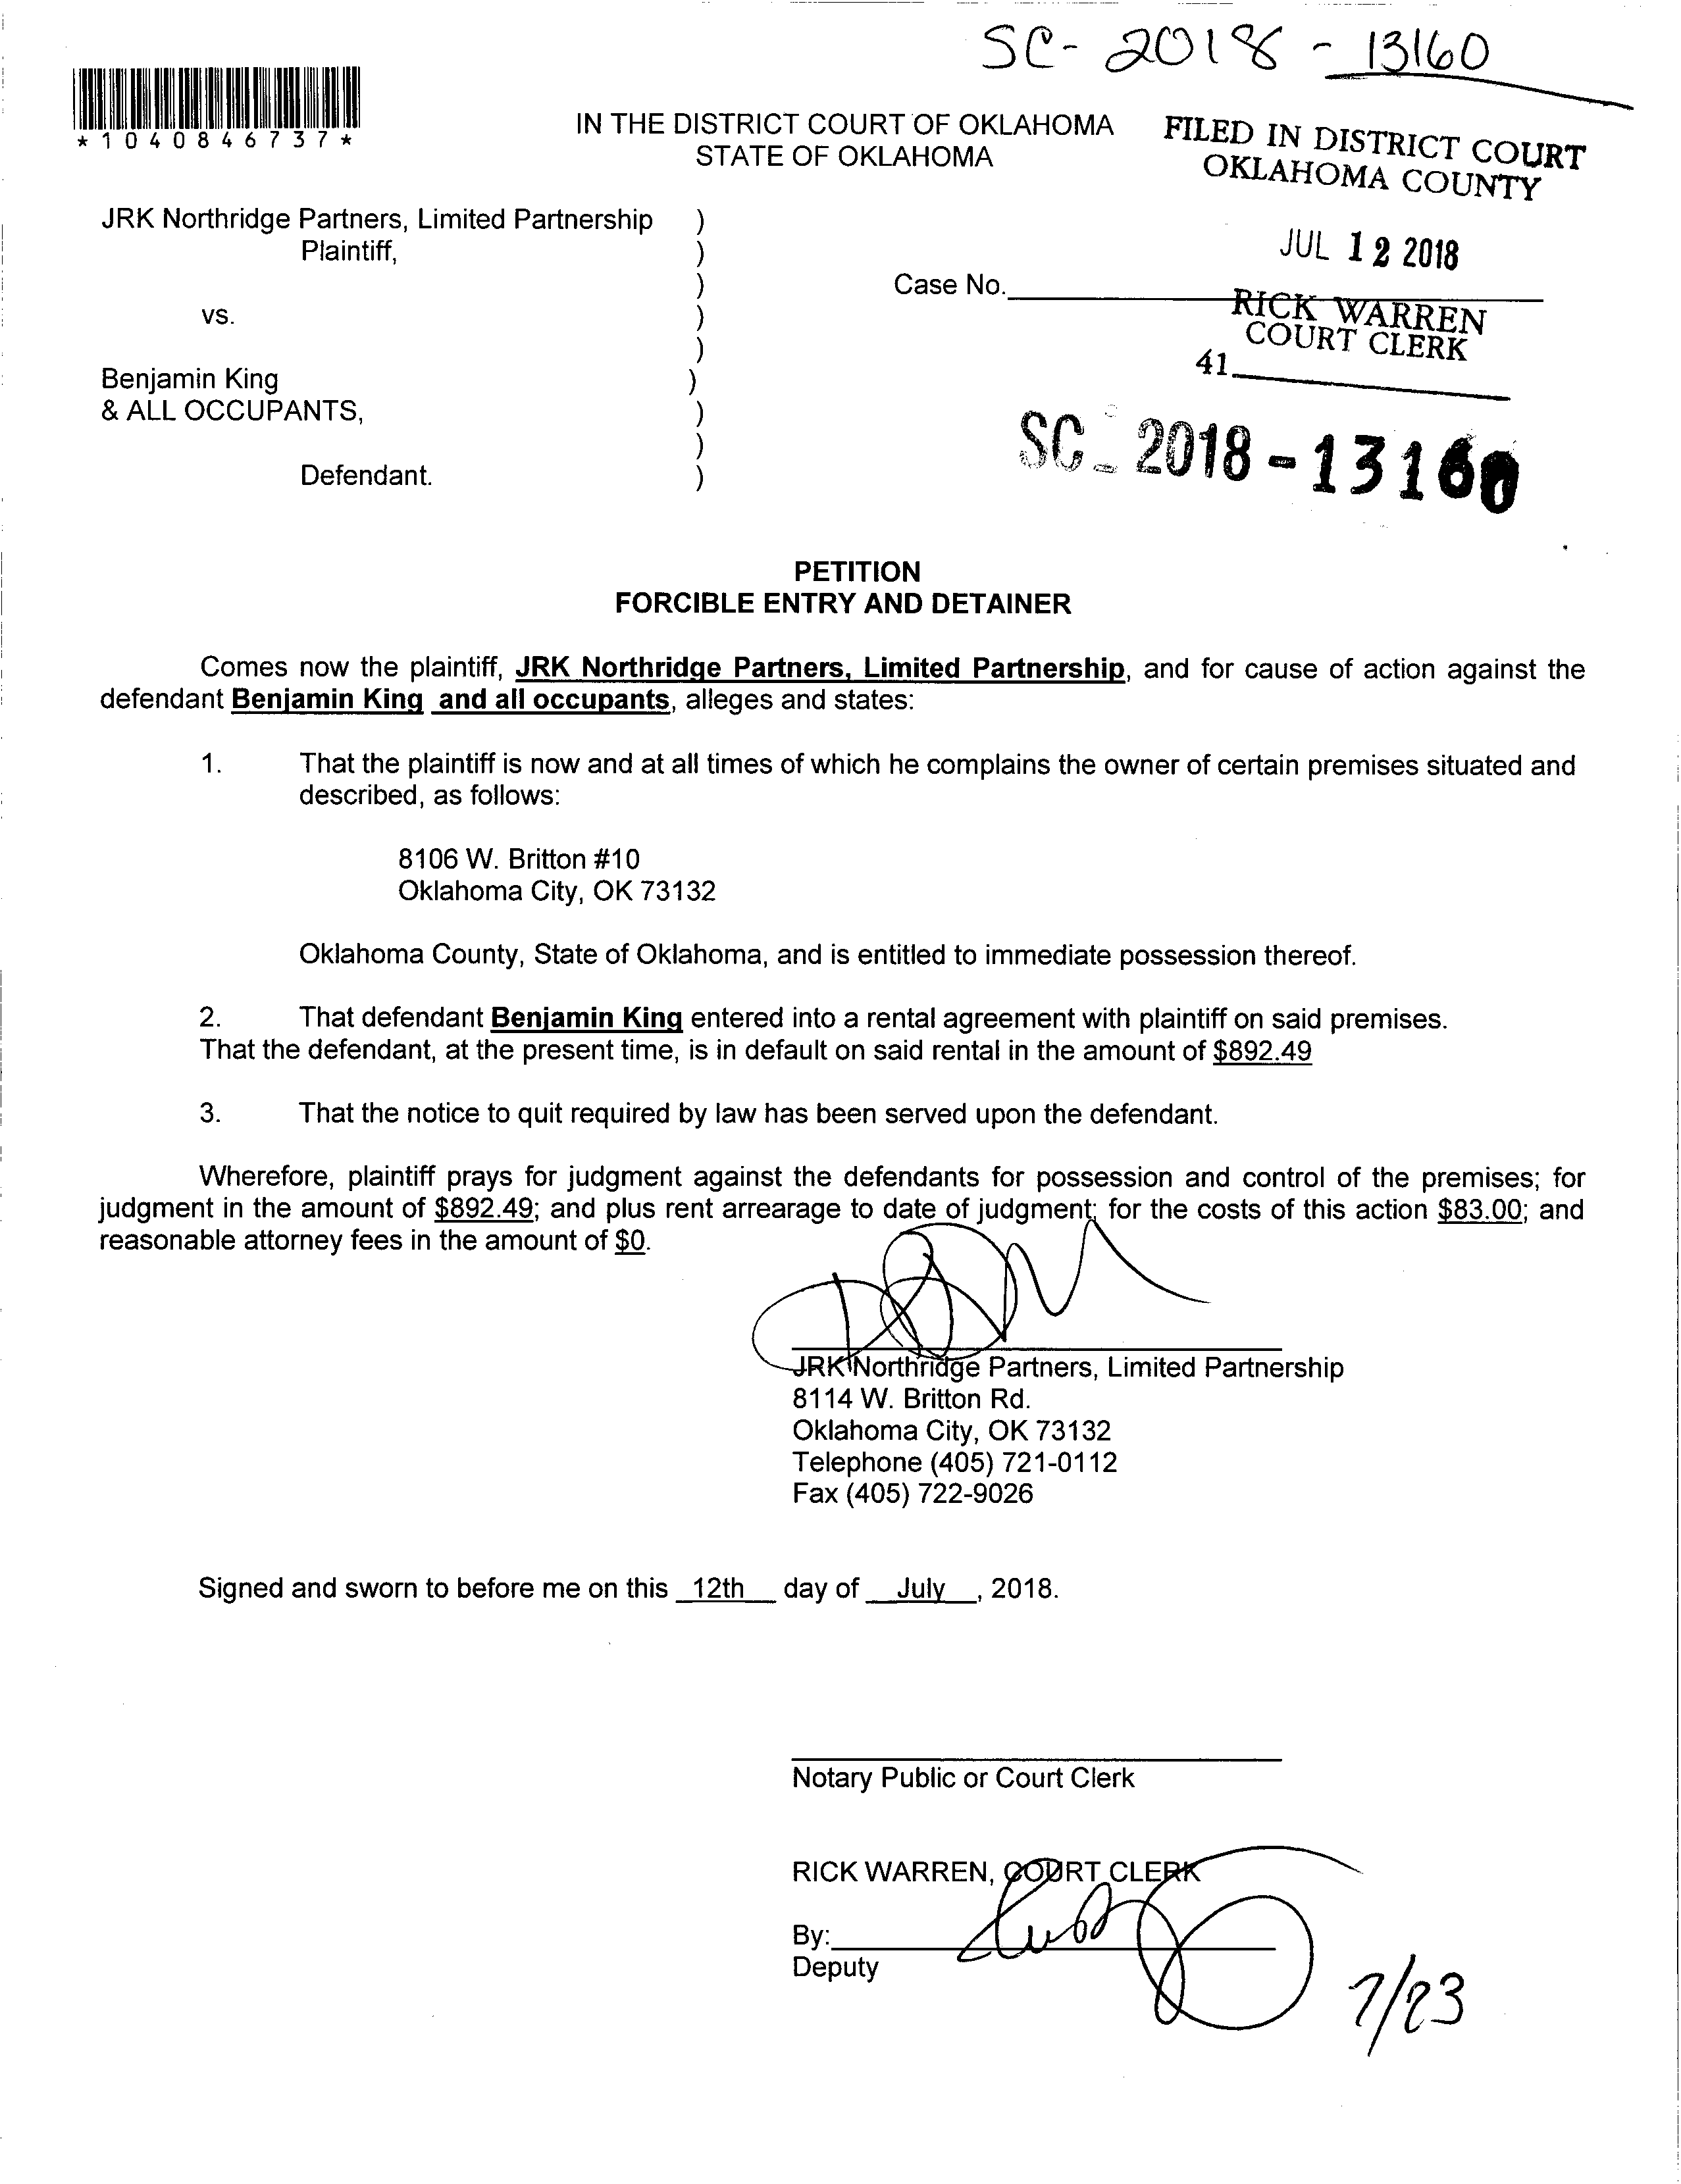 SC-2018-13160
*1040846737*
IN THE DISTRICT COURT OF OKLAHOMA
STATE OF OKLAHOMA
FILED IN DISTRICT COURT
OKLAHOMA COUNTY
JRK Northridge Partners, Limited Partnership )
Plaintiff, )
JUL 12 2018
)
Case No.
vs. )
RICK WARREN
COURT CLERK
)
41
Benjamin King )
& ALL OCCUPANTS, )
)
SC-2018-13160
Defendant. )
PETITION
FORCIBLE ENTRY AND DETAINER
Comes now the plaintiff, JRK Northridge Partners, Limited Partnership, and for cause of action against the
defendant Benjamin King and all occupants, alleges and states:
1. That the plaintiff is now and at all times of which he complains the owner of certain premises situated and
described, as follows:
8106 W. Britton #10
Oklahoma City, OK 73132
Oklahoma County, State of Oklahoma, and is entitled to immediate possession thereof.
2. That defendant Benjamin King entered into a rental agreement with plaintiff on said premises.
That the defendant, at the present time, is in default on said rental in the amount of $892.49
3. That the notice to quit required by law has been served upon the defendant.
Wherefore, plaintiff prays for judgment against the defendants for possession and control of the premises; for
judgment in the amount of $892.49; and plus rent arrearage to date of judgment; for the costs of this action $83.00; and
reasonable attorney fees in the amount of $0.
JRK Northridge Partners, Limited Partnership
8114 W. Britton Rd.
Oklahoma City, OK 73132
Telephone (405) 721-0112
Fax (405) 722-9026
Signed and sworn to before me on this 12th day of July, 2018.
Notary Public or Court Clerk
RICK WARREN, COURT CLERK
By:
Deputy
7/23